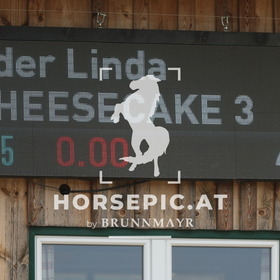 der Linda
HEESECAKE 3
5 0.00
HORSEPIC.AT
by BRUNNMAYR